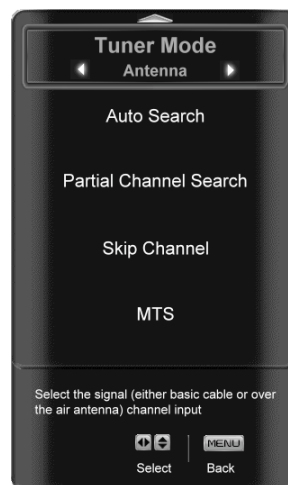 Tuner Mode
Antenna
Auto Search
Partial Channel Search
Skip Channel
MTS
Select the signal (either basic cable or over
the air antenna) channel input
MENU
Select Back